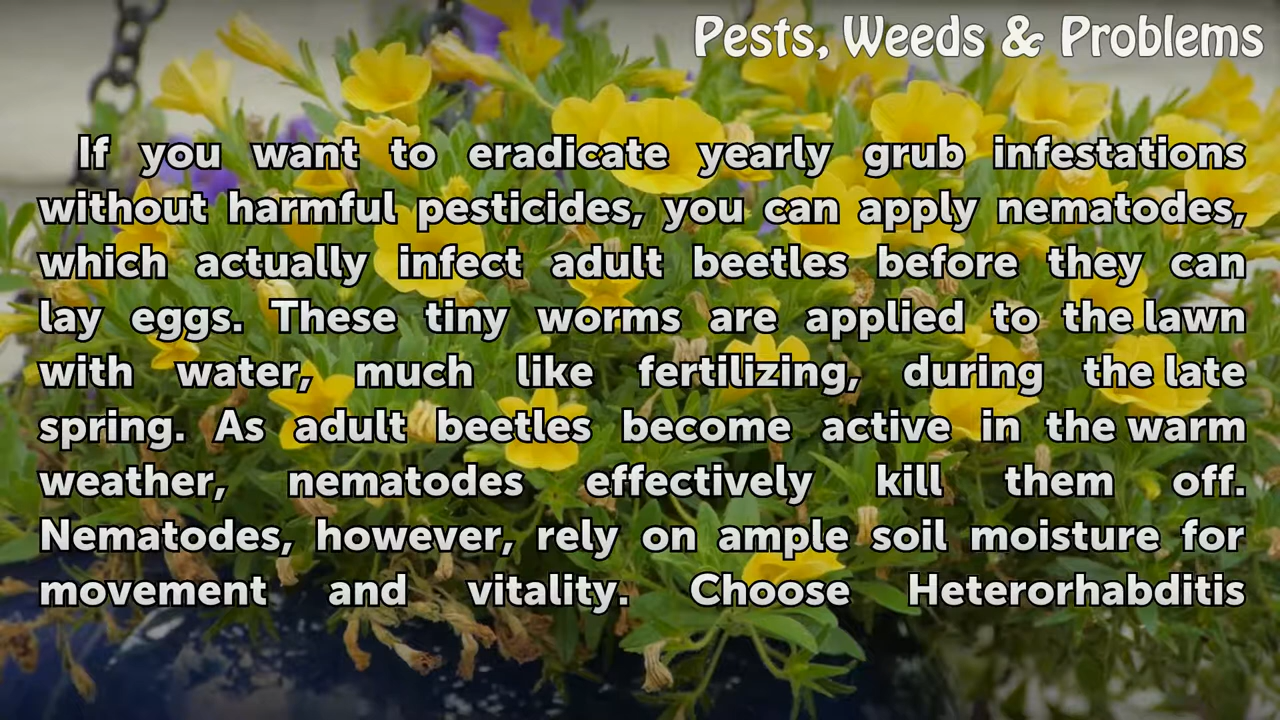 Pests, Weeds & Problems
If you want to eradicate yearly grub infestations
without harmful pesticides, you can apply nematodes,
which actually infect adult beetles before they can
lay eggs. These tiny worms are applied to the lawn
with water, much like fertilizing, during the late
spring. As adult beetles become active in the warm
weather, nematodes effectively kill them off.
Nematodes, however, rely on ample soil moisture for
movement and vitality. Choose Heterorhabditis